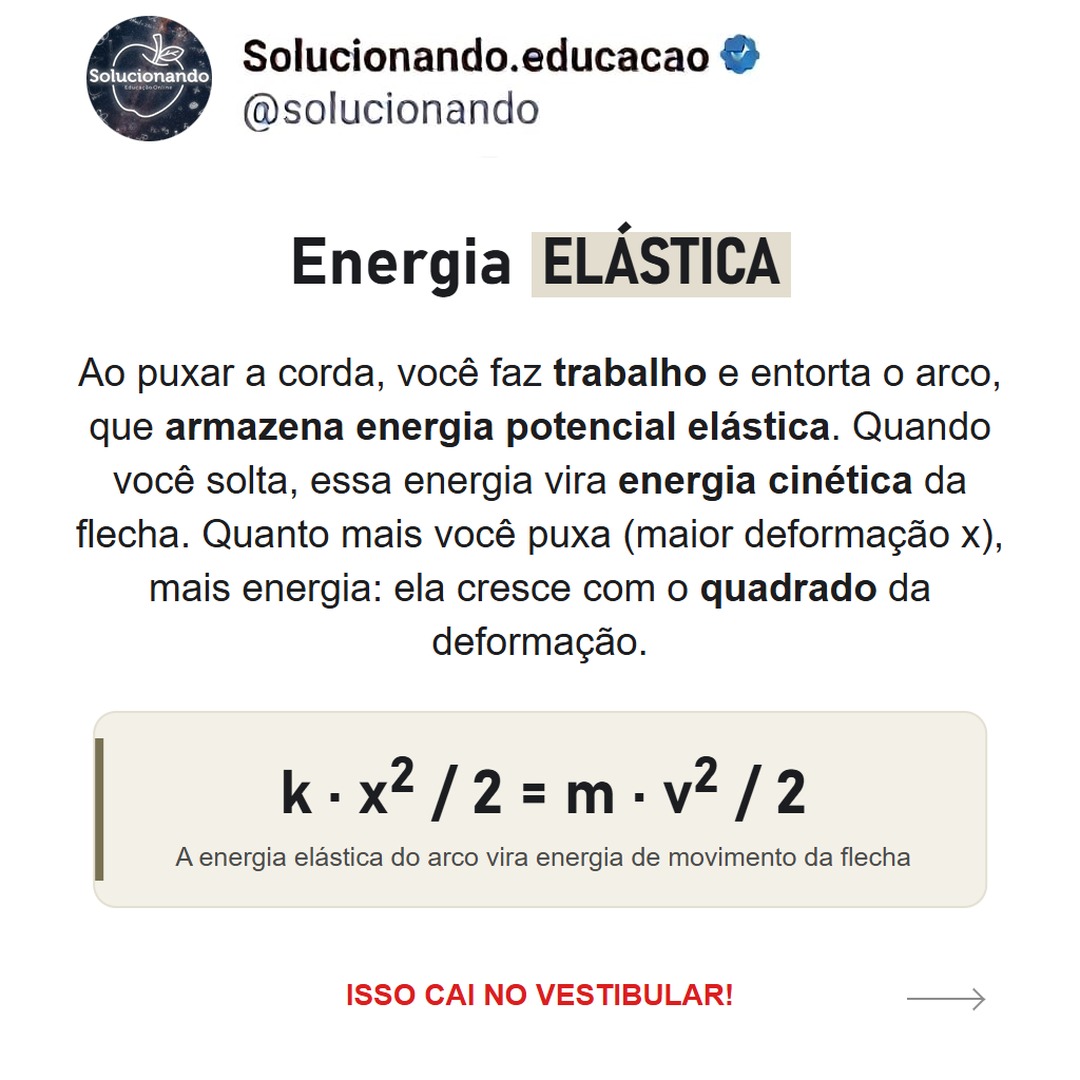 Solucionando
Educação Online
Solucionando.educacao
@solucionando
Energia ELÁSTICA
Ao puxar a corda, você faz trabalho e entorta o arco,
que armazena energia potencial elástica. Quando
você solta, essa energia vira energia cinética da
flecha. Quanto mais você puxa (maior deformação x),
mais energia: ela cresce com o quadrado da
deformação.
k · x² / 2 = m · v² / 2
A energia elástica do arco vira energia de movimento da flecha
ISSO CAI NO VESTIBULAR!